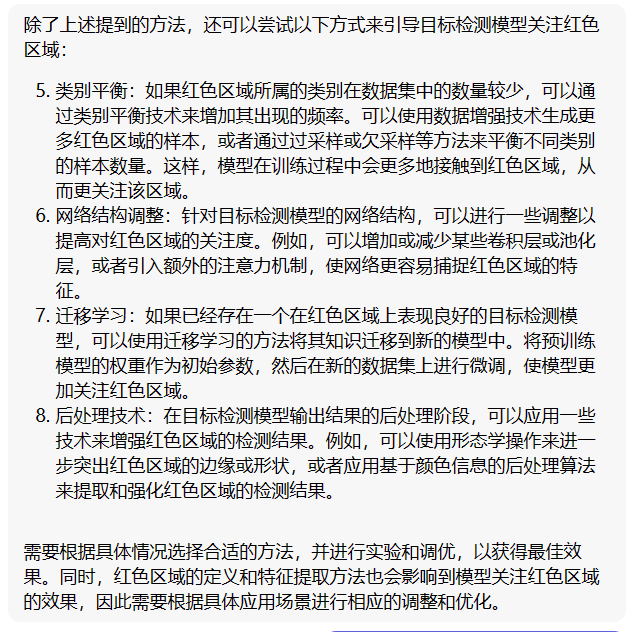 除了上述提到的方法，还可以尝试以下方式来引导目标检测模型关注红色
区域：
5. 类别平衡：如果红色区域所属的类别在数据集中的数量较少，可以通
过类别平衡技术来增加其出现的频率。可以使用数据增强技术生成更
多红色区域的样本，或者通过过采样或欠采样等方法来平衡不同类别
的样本数量。这样，模型在训练过程中会更多地接触到红色区域，从
而更关注该区域。
6. 网络结构调整：针对目标检测模型的网络结构，可以进行一些调整以
提高对红色区域的关注度。例如，可以增加或减少某些卷积层或池化
层，或者引入额外的注意力机制，使网络更容易捕捉红色区域的特
征。
7. 迁移学习：如果已经存在一个在红色区域上表现良好的目标检测模
型，可以使用迁移学习的方法将其知识迁移到新的模型中。将预训练
模型的权重作为初始参数，然后在新的数据集上进行微调，使模型更
加关注红色区域。
8. 后处理技术：在目标检测模型输出结果的后处理阶段，可以应用一些
技术来增强红色区域的检测结果。例如，可以使用形态学操作来进一
步突出红色区域的边缘或形状，或者应用基于颜色信息的后处理算法
来提取和强化红色区域的检测结果。
需要根据具体情况选择合适的方法，并进行实验和调优，以获得最佳效
果。同时，红色区域的定义和特征提取方法也会影响到模型关注红色区域
的效果，因此需要根据具体应用场景进行相应的调整和优化。